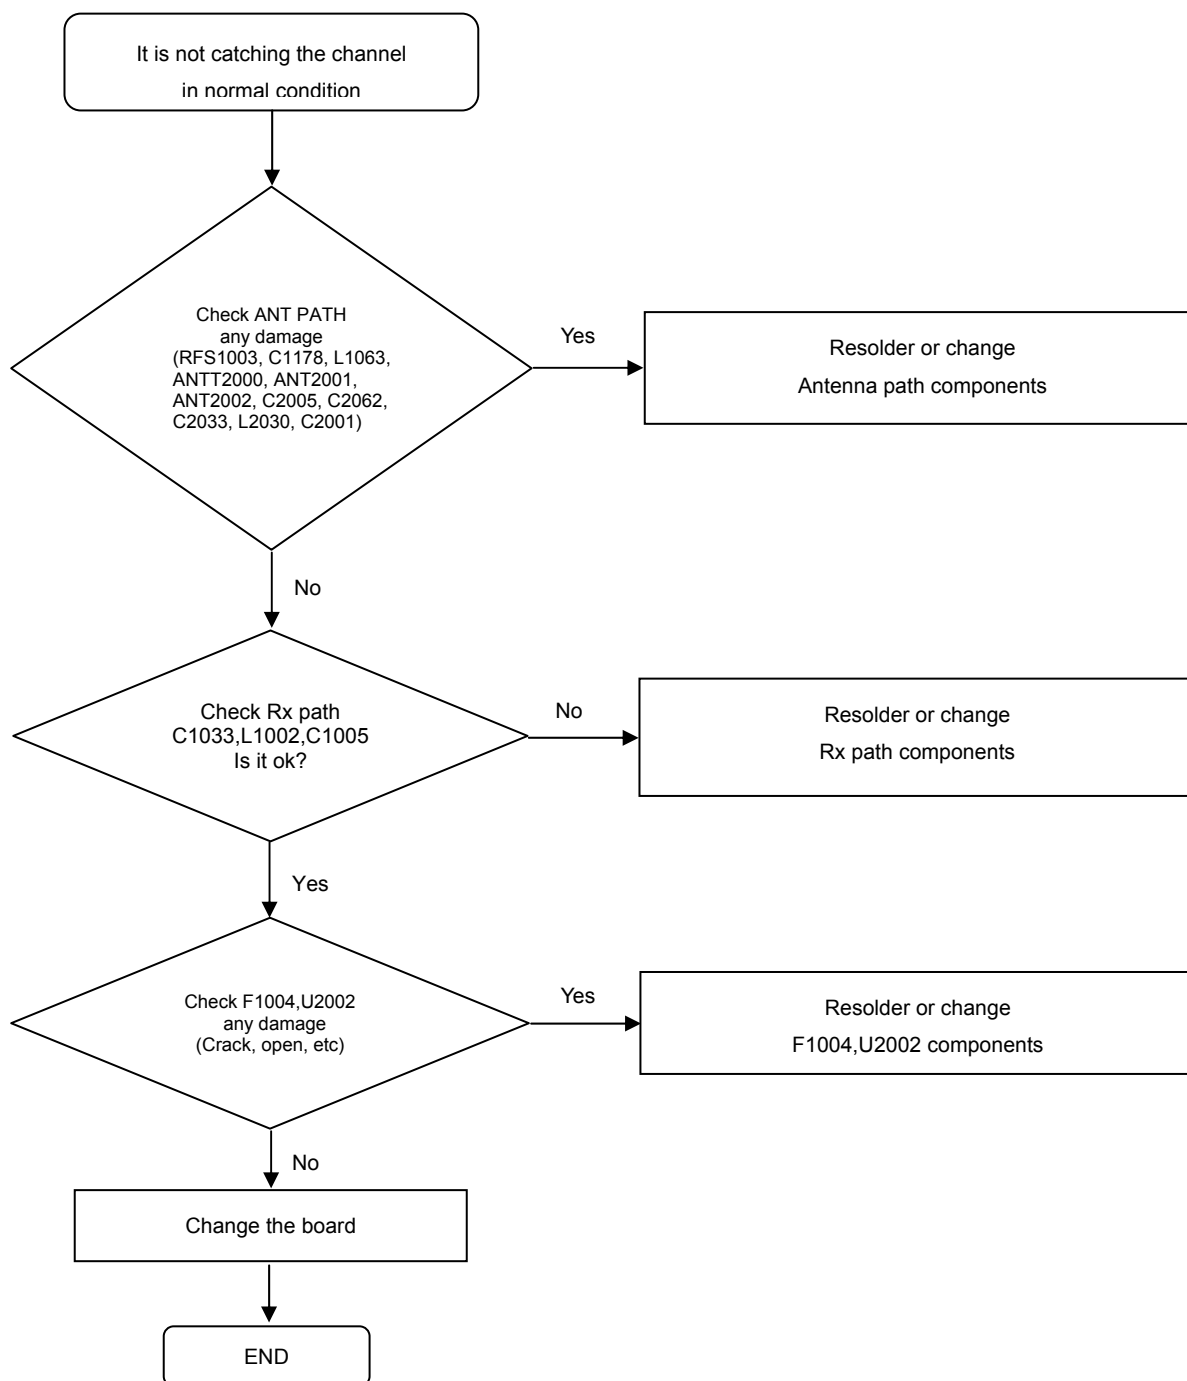 It is not catching the channel
in normal condition
Check ANT PATH
any damage
(RFS1003, C1178, L1063,
ANTT2000, ANT2001,
ANT2002, C2005, C2062,
C2033, L2030, C2001)
Yes
Resolder or change
Antenna path components
No
Check Rx path
C1033,L1002,C1005
Is it ok?
No
Resolder or change
Rx path components
Yes
Check F1004,U2002
any damage
(Crack, open, etc)
Yes
Resolder or change
F1004,U2002 components
No
Change the board
END